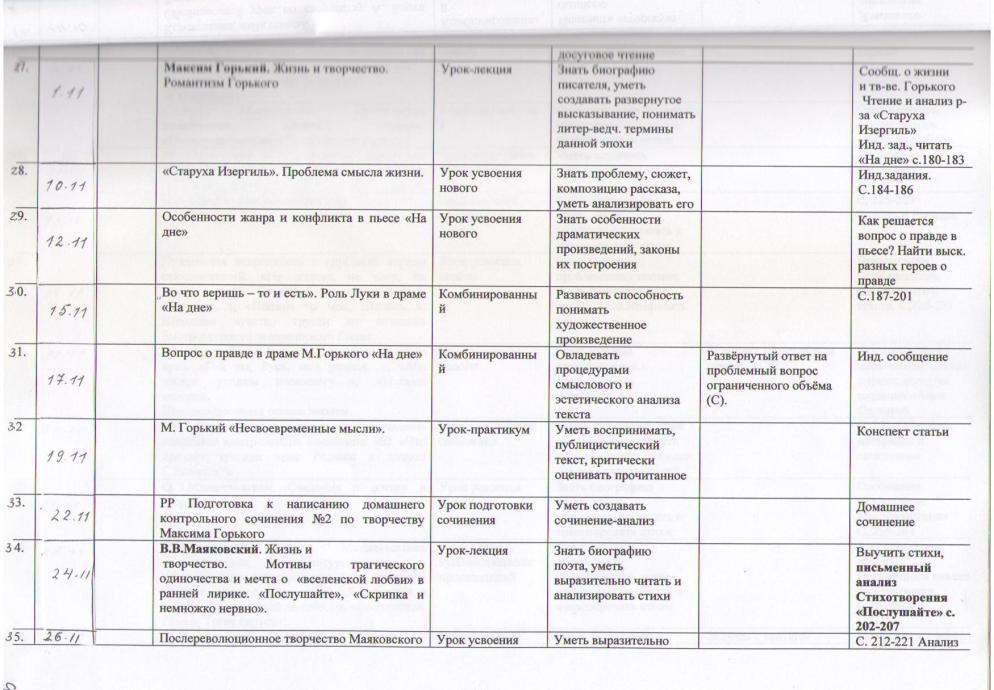 досуговое чтение
27.
1.11
Максим Горький. Жизнь и творчество.
Романтизм Горького
Урок-лекция
Знать биографию
писателя, уметь
создавать развернутое
высказывание, понимать
литер-ведч. термины
данной эпохи
Сообщ. о жизни
и тв-ве. Горького
Чтение и анализ р-
за «Старуха
Изергиль»
Инд. зад., читать
«На дне» с.180-183
28.
10.11
«Старуха Изергиль». Проблема смысла жизни.
Урок усвоения
нового
Знать проблему, сюжет,
композицию рассказа,
уметь анализировать его
Инд.задания.
С.184-186
29.
12.11
Особенности жанра и конфликта в пьесе «На
дне»
Урок усвоения
нового
Знать особенности
драматических
произведений, законы
их построения
Как решается
вопрос о правде в
пьесе? Найти выск.
разных героев о
правде
30.
15.11
„Во что веришь – то и есть». Роль Луки в драме
«На дне»
Комбинированны
й
Развивать способность
понимать
художественное
произведение
С.187-201
31.
17.11
Вопрос о правде в драме М.Горького «На дне»
Комбинированны
й
Овладевать
процедурами
смыслового и
эстетического анализа
текста
Развёрнутый ответ на
проблемный вопрос
ограниченного объёма
(С).
Инд. сообщение
32
19.11
М. Горький «Несвоевременные мысли».
Урок-практикум
Уметь воспринимать,
публицистический
текст, критически
оценивать прочитанное
Конспект статьи
33.
22.11
РР Подготовка к написанию домашнего
контрольного сочинения №2 по творчеству
Максима Горького
Урок подготовки
сочинения
Уметь создавать
сочинение-анализ
Домашнее
сочинение
34.
24.11
В.В.Маяковский. Жизнь и
творчество. Мотивы трагического
одиночества и мечта о «вселенской любви» в
ранней лирике. «Послушайте», «Скрипка и
немножко нервно».
Урок-лекция
Знать биографию
поэта, уметь
выразительно читать и
анализировать стихи
Выучить стихи,
письменный
анализ
Стихотворения
«Послушайте» с.
202-207
35.
26.11
Послереволюционное творчество Маяковского
Урок усвоения
Уметь выразительно
С. 212-221 Анализ